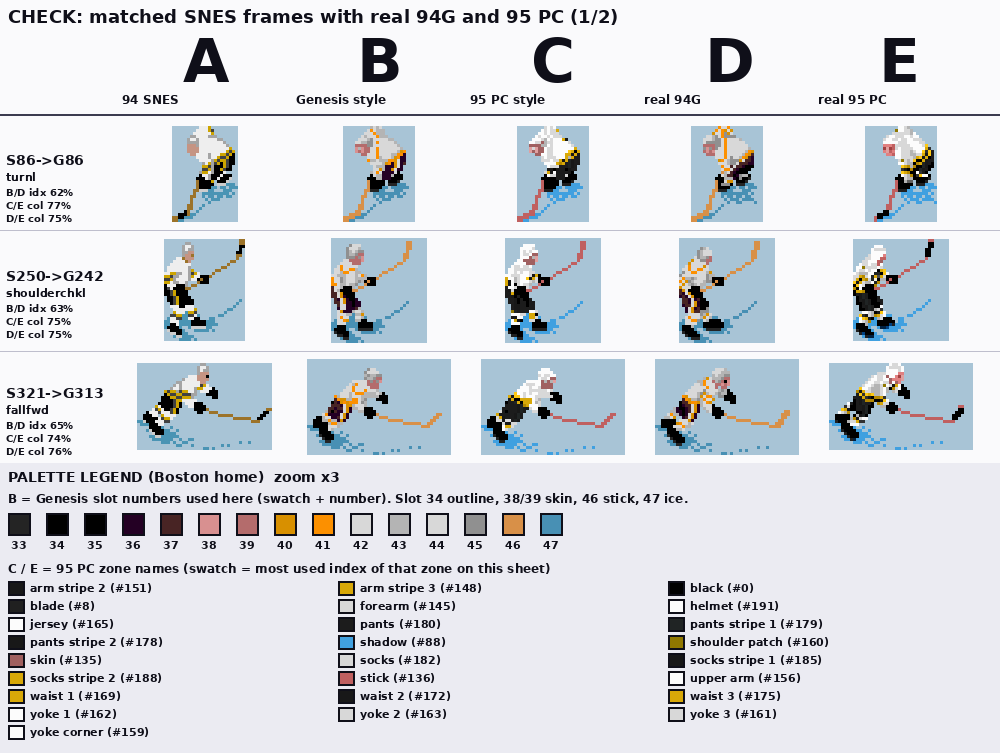 CHECK: matched SNES frames with real 94G and 95 PC (1/2)
A B C D E
94 SNES Genesis style 95 PC style real 94G real 95 PC
S86->G86
turnl
B/D idx 62%
C/E col 77%
D/E col 75%
S250->G242
shoulderchkl
B/D idx 63%
C/E col 75%
D/E col 75%
S321->G313
fallfwd
B/D idx 65%
C/E col 74%
D/E col 76%
PALETTE LEGEND (Boston home) zoom x3
B = Genesis slot numbers used here (swatch + number). Slot 34 outline, 38/39 skin, 46 stick, 47 ice.
33 34 35 36 37 38 39 40 41 42 43 44 45 46 47
C / E = 95 PC zone names (swatch = most used index of that zone on this sheet)
arm stripe 2 (#151) arm stripe 3 (#148) black (#0)
blade (#8) forearm (#145) helmet (#191)
jersey (#165) pants (#180) pants stripe 1 (#179)
pants stripe 2 (#178) shadow (#88) shoulder patch (#160)
skin (#135) socks (#182) socks stripe 1 (#185)
socks stripe 2 (#188) stick (#136) upper arm (#156)
waist 1 (#169) waist 2 (#172) waist 3 (#175)
yoke 1 (#162) yoke 2 (#163) yoke 3 (#161)
yoke corner (#159)